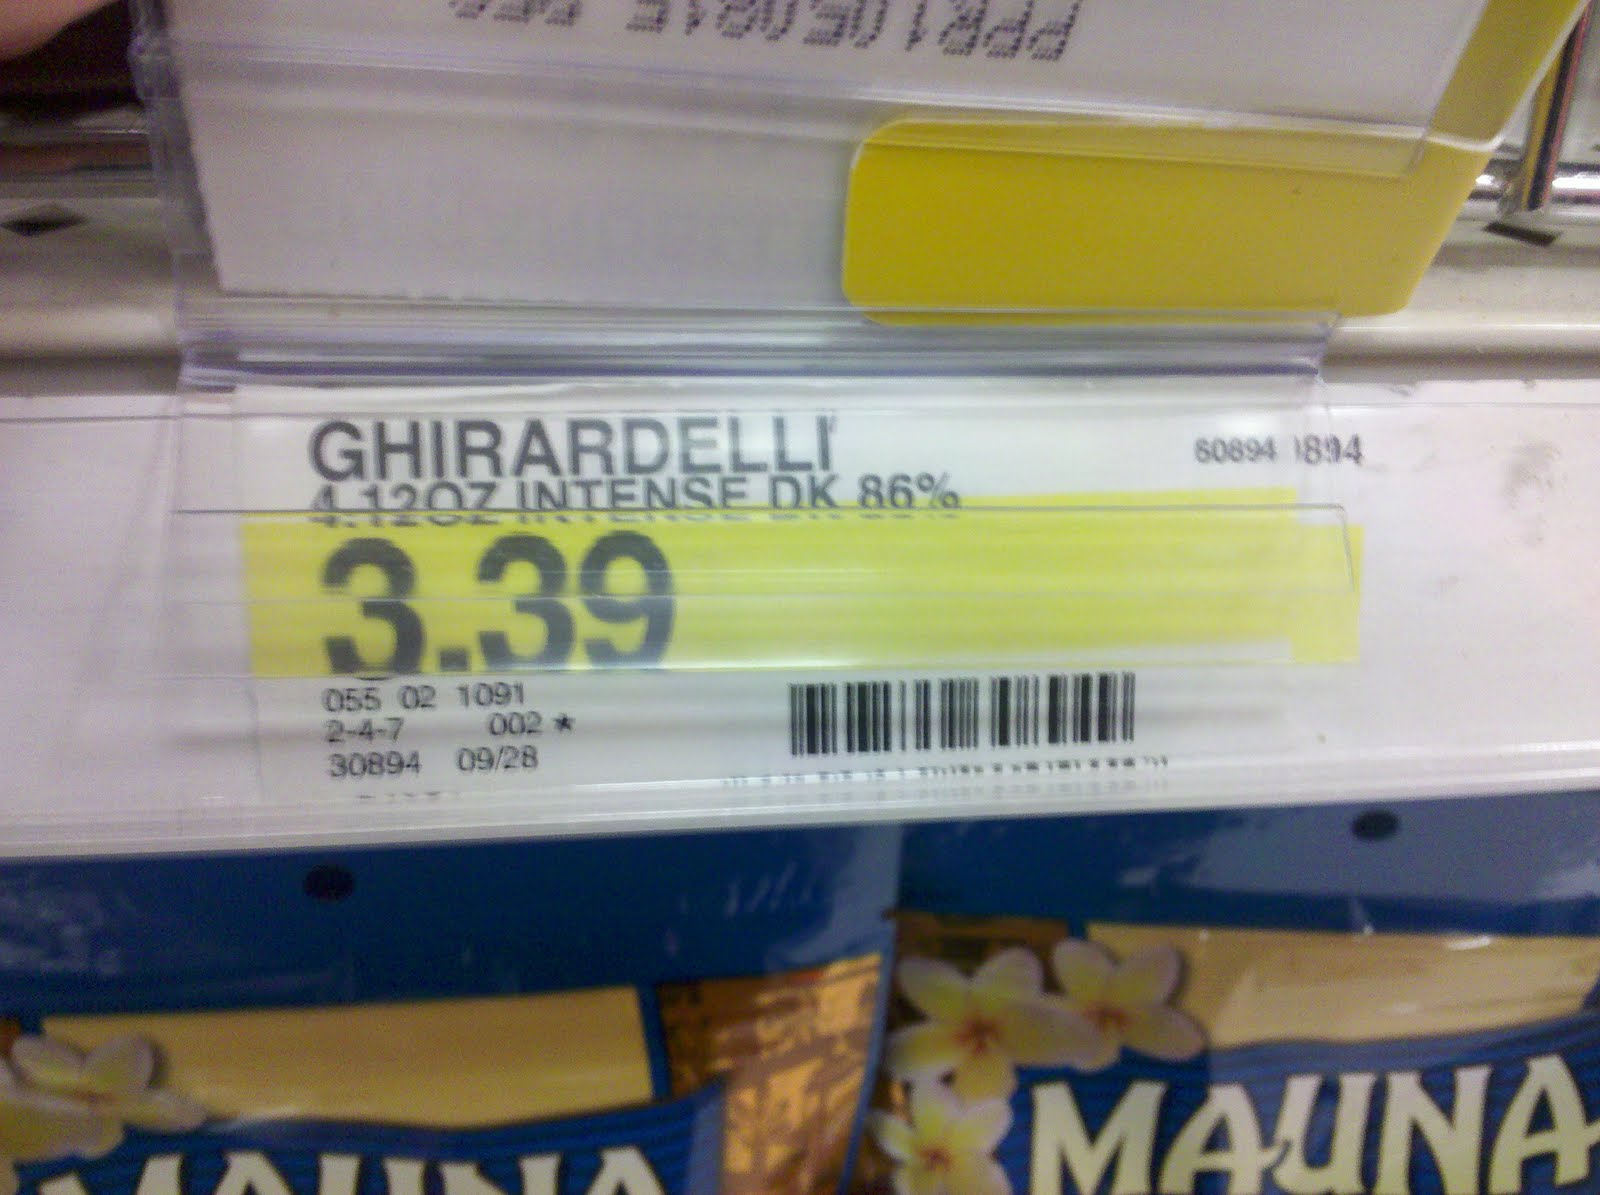 GHIRARDELLI
60894
4.12OZ INTENSE DK 86%
3.39
055 02 1091
2-4-7 002 *
30894 09/28
MAUNA
MAUNA